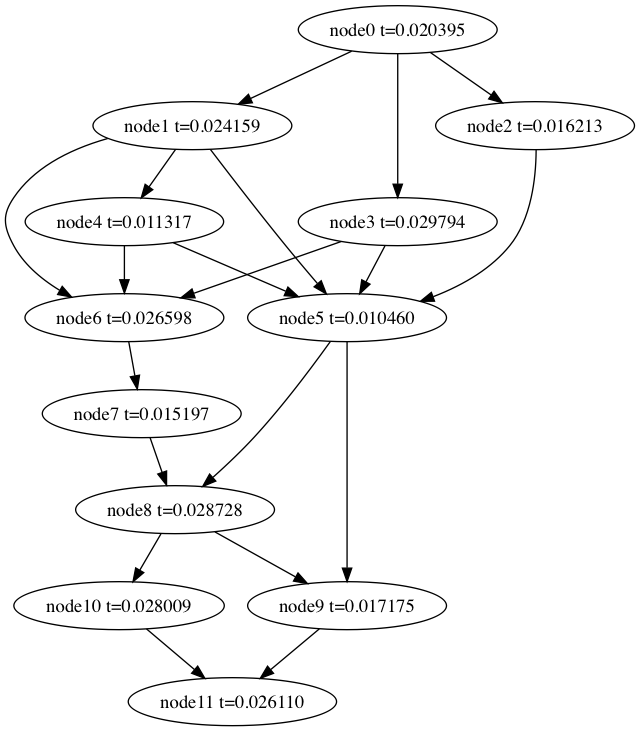 node0 t=0.020395
node1 t=0.024159
node2 t=0.016213
node4 t=0.011317
node3 t=0.029794
node6 t=0.026598
node5 t=0.010460
node7 t=0.015197
node8 t=0.028728
node10 t=0.028009
node9 t=0.017175
node11 t=0.026110